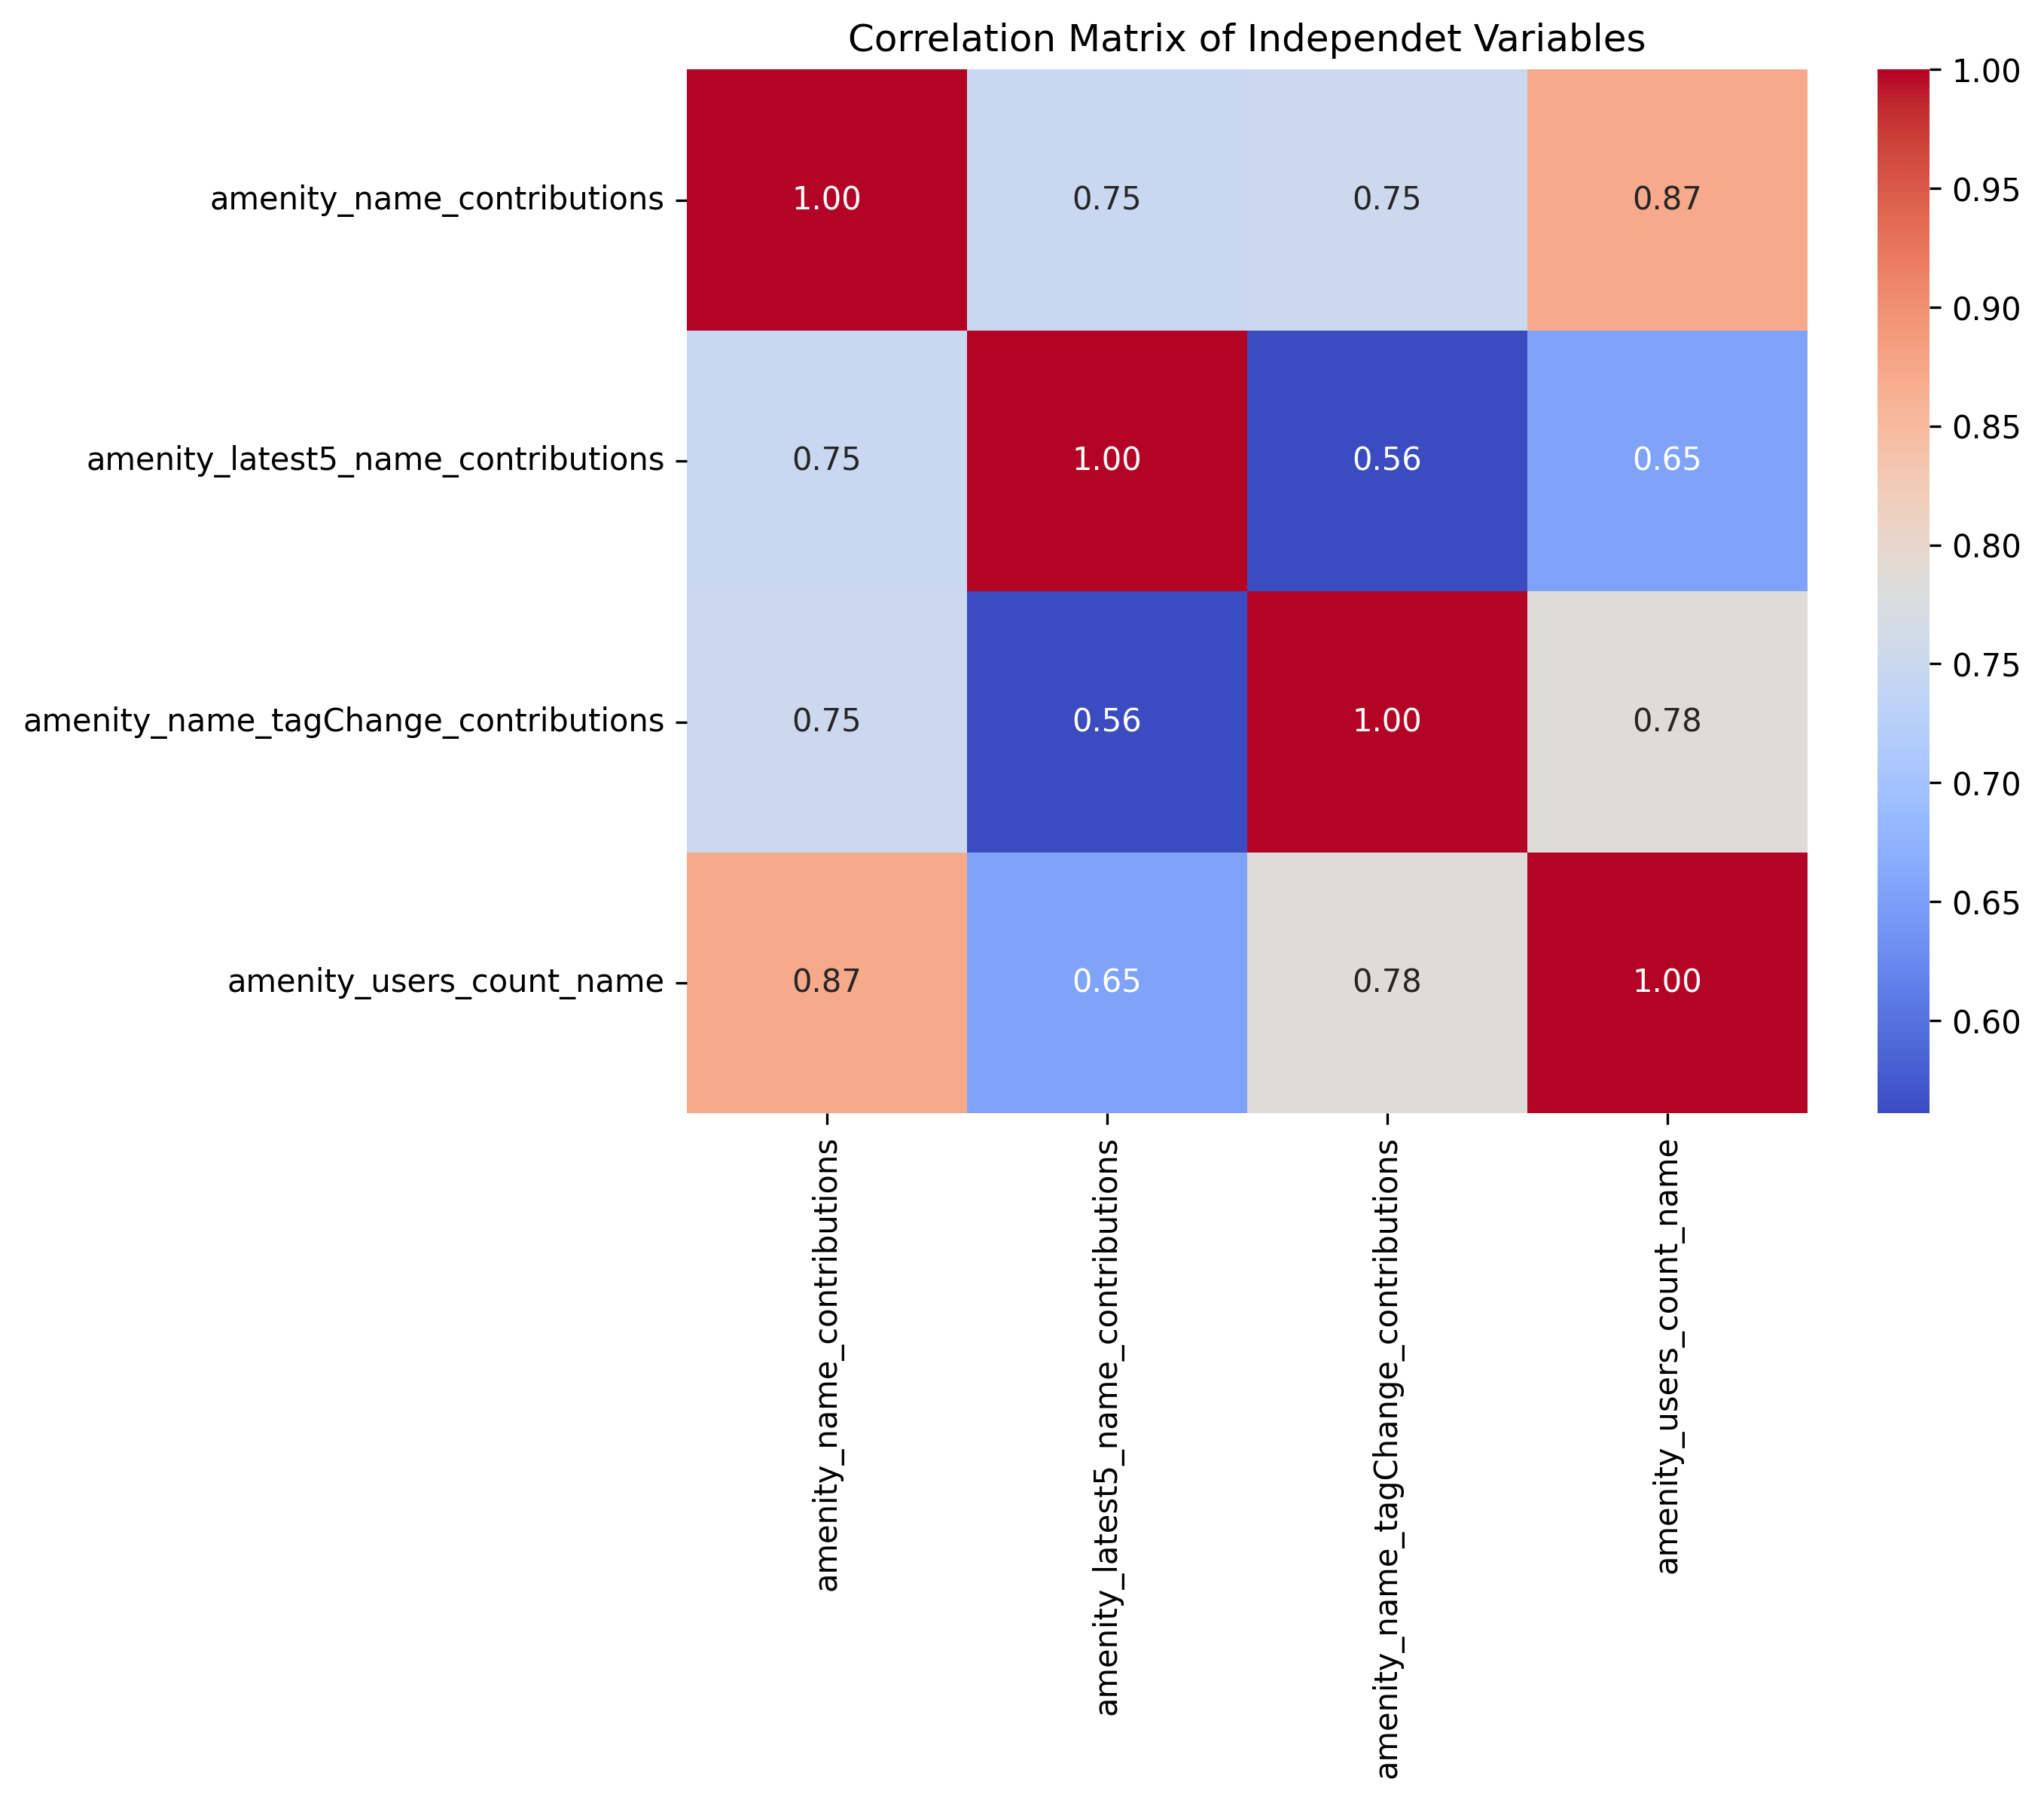 Correlation Matrix of Independet Variables
amenity_name_contributions
1.00 0.75 0.75 0.87
amenity_latest5_name_contributions
0.75 1.00 0.56 0.65
amenity_name_tagChange_contributions
0.75 0.56 1.00 0.78
amenity_users_count_name
0.87 0.65 0.78 1.00
amenity_name_contributions
amenity_latest5_name_contributions
amenity_name_tagChange_contributions
amenity_users_count_name
1.00
0.95
0.90
0.85
0.80
0.75
0.70
0.65
0.60